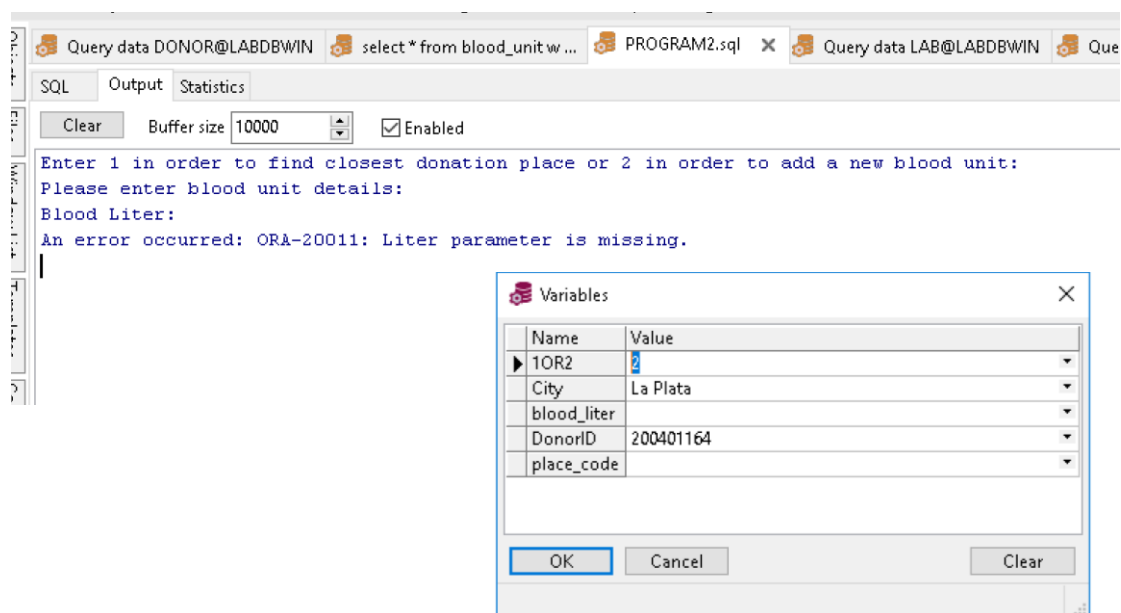 Query data DONOR@LABDBWIN select * from blood_unit w ... PROGRAM2.sql Query data LAB@LABDBWIN Que
SQL Output Statistics
Clear Buffer size 10000 Enabled
Enter 1 in order to find closest donation place or 2 in order to add a new blood unit:
Please enter blood unit details:
Blood Liter:
An error occurred: ORA-20011: Liter parameter is missing.
Variables
Name Value
1OR2 2
City La Plata
blood_liter
DonorID 200401164
place_code
OK Cancel Clear